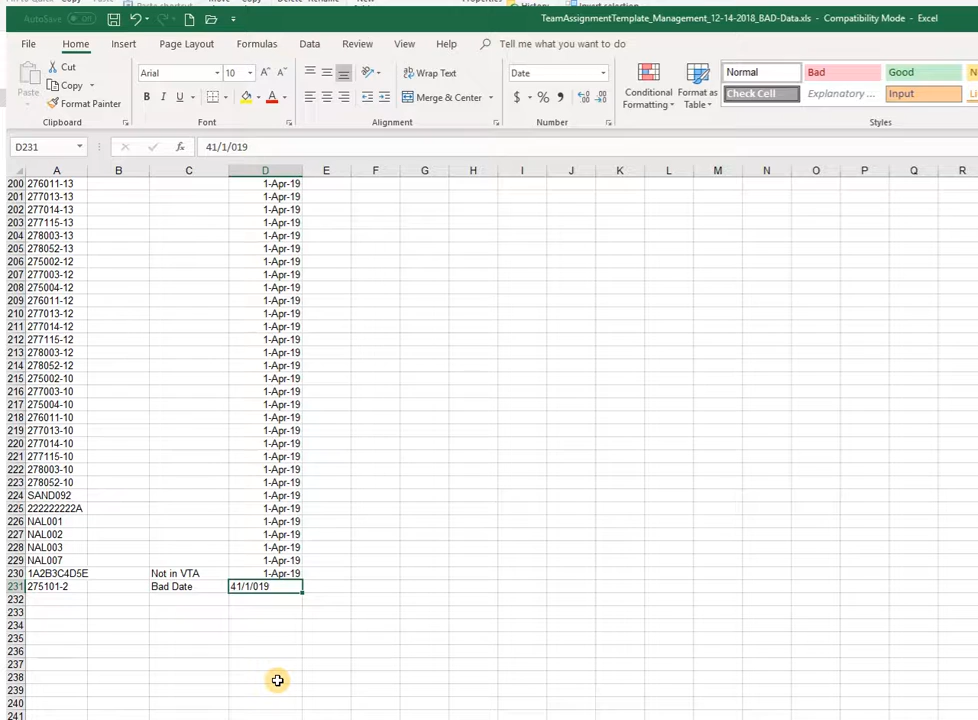 AutoSave Off
TeamAssignmentTemplate_Management_12-14-2018_BAD-Data.xls - Compatibility Mode - Excel
File Home Insert Page Layout Formulas Data Review View Help Tell me what you want to do
Paste
Cut
Copy
Format Painter
Arial 10
B I U
Wrap Text
Merge & Center
Date
$ % ,
Conditional Formatting
Format as Table
Normal Bad Good
Check Cell Explanatory ... Input
Clipboard Font Alignment Number Styles
D231 fx 41/1/019
A B C D E F G H I J K L M N O P Q R
200 276011-13 1-Apr-19
201 277013-13 1-Apr-19
202 277014-13 1-Apr-19
203 277115-13 1-Apr-19
204 278003-13 1-Apr-19
205 278052-13 1-Apr-19
206 275002-12 1-Apr-19
207 277003-12 1-Apr-19
208 275004-12 1-Apr-19
209 276011-12 1-Apr-19
210 277013-12 1-Apr-19
211 277014-12 1-Apr-19
212 277115-12 1-Apr-19
213 278003-12 1-Apr-19
214 278052-12 1-Apr-19
215 275002-10 1-Apr-19
216 277003-10 1-Apr-19
217 275004-10 1-Apr-19
218 276011-10 1-Apr-19
219 277013-10 1-Apr-19
220 277014-10 1-Apr-19
221 277115-10 1-Apr-19
222 278003-10 1-Apr-19
223 278052-10 1-Apr-19
224 SAND092 1-Apr-19
225 222222222A 1-Apr-19
226 NAL001 1-Apr-19
227 NAL002 1-Apr-19
228 NAL003 1-Apr-19
229 NAL007 1-Apr-19
230 1A2B3C4D5E Not in VTA 1-Apr-19
231 275101-2 Bad Date 41/1/019
232
233
234
235
236
237
238
239
240
241